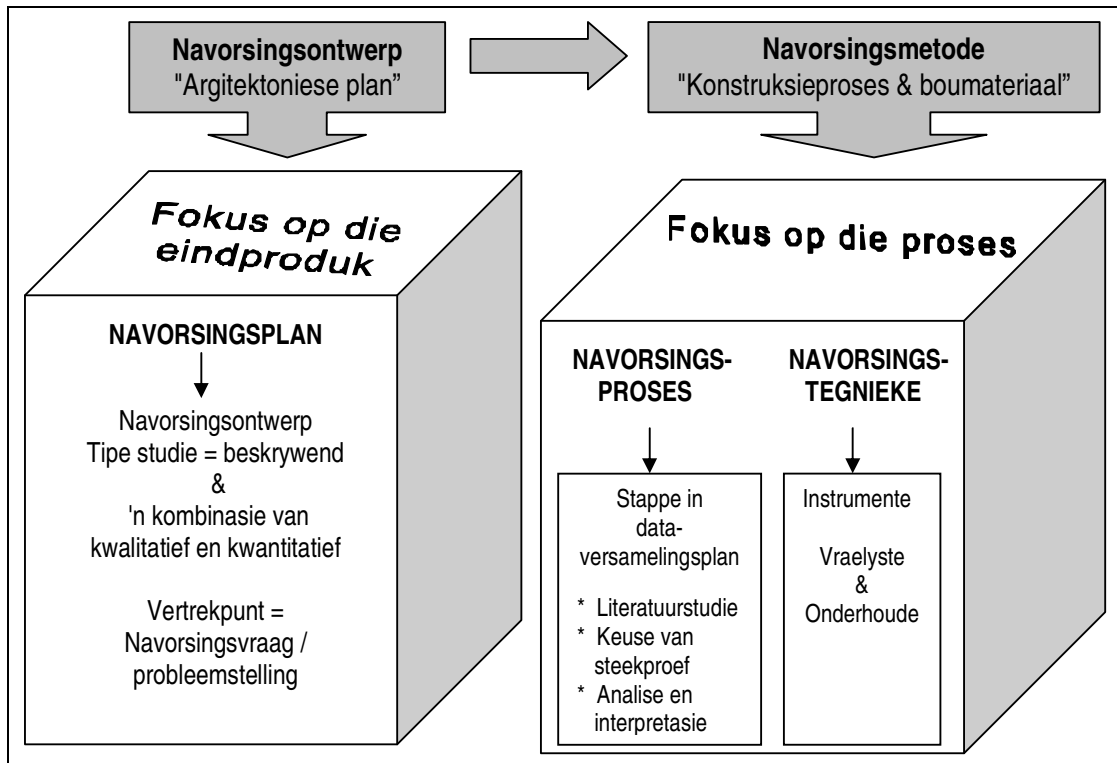 Navorsingsontwerp
"Argitektoniese plan”
Navorsingsmetode
"Konstruksieproses & boumateriaal”
Fokus op die
eindproduk
NAVORSINGSPLAN
Navorsingsontwerp
Tipe studie = beskrywend
&
'n kombinasie van
kwalitatief en kwantitatief
Vertrekpunt =
Navorsingsvraag /
probleemstelling
Fokus op die proses
NAVORSINGS-
PROSES
Stappe in
data-
versamelingsplan
* Literatuurstudie
* Keuse van
steekproef
* Analise en
interpretasie
NAVORSINGS-
TEGNIEKE
Instrumente
Vraelyste
&
Onderhoude